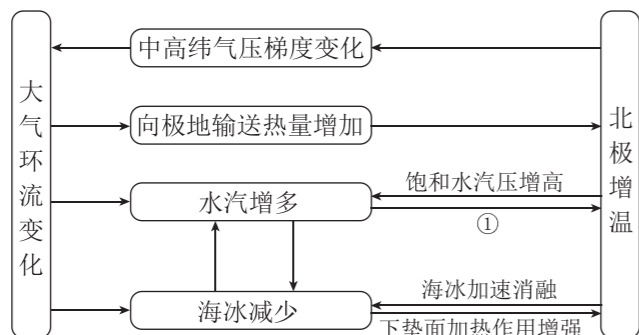 大气环流变化
中高纬气压梯度变化
向极地输送热量增加
水汽增多
海冰减少
饱和水汽压增高
①
海冰加速消融
下垫面加热作用增强
北极增温